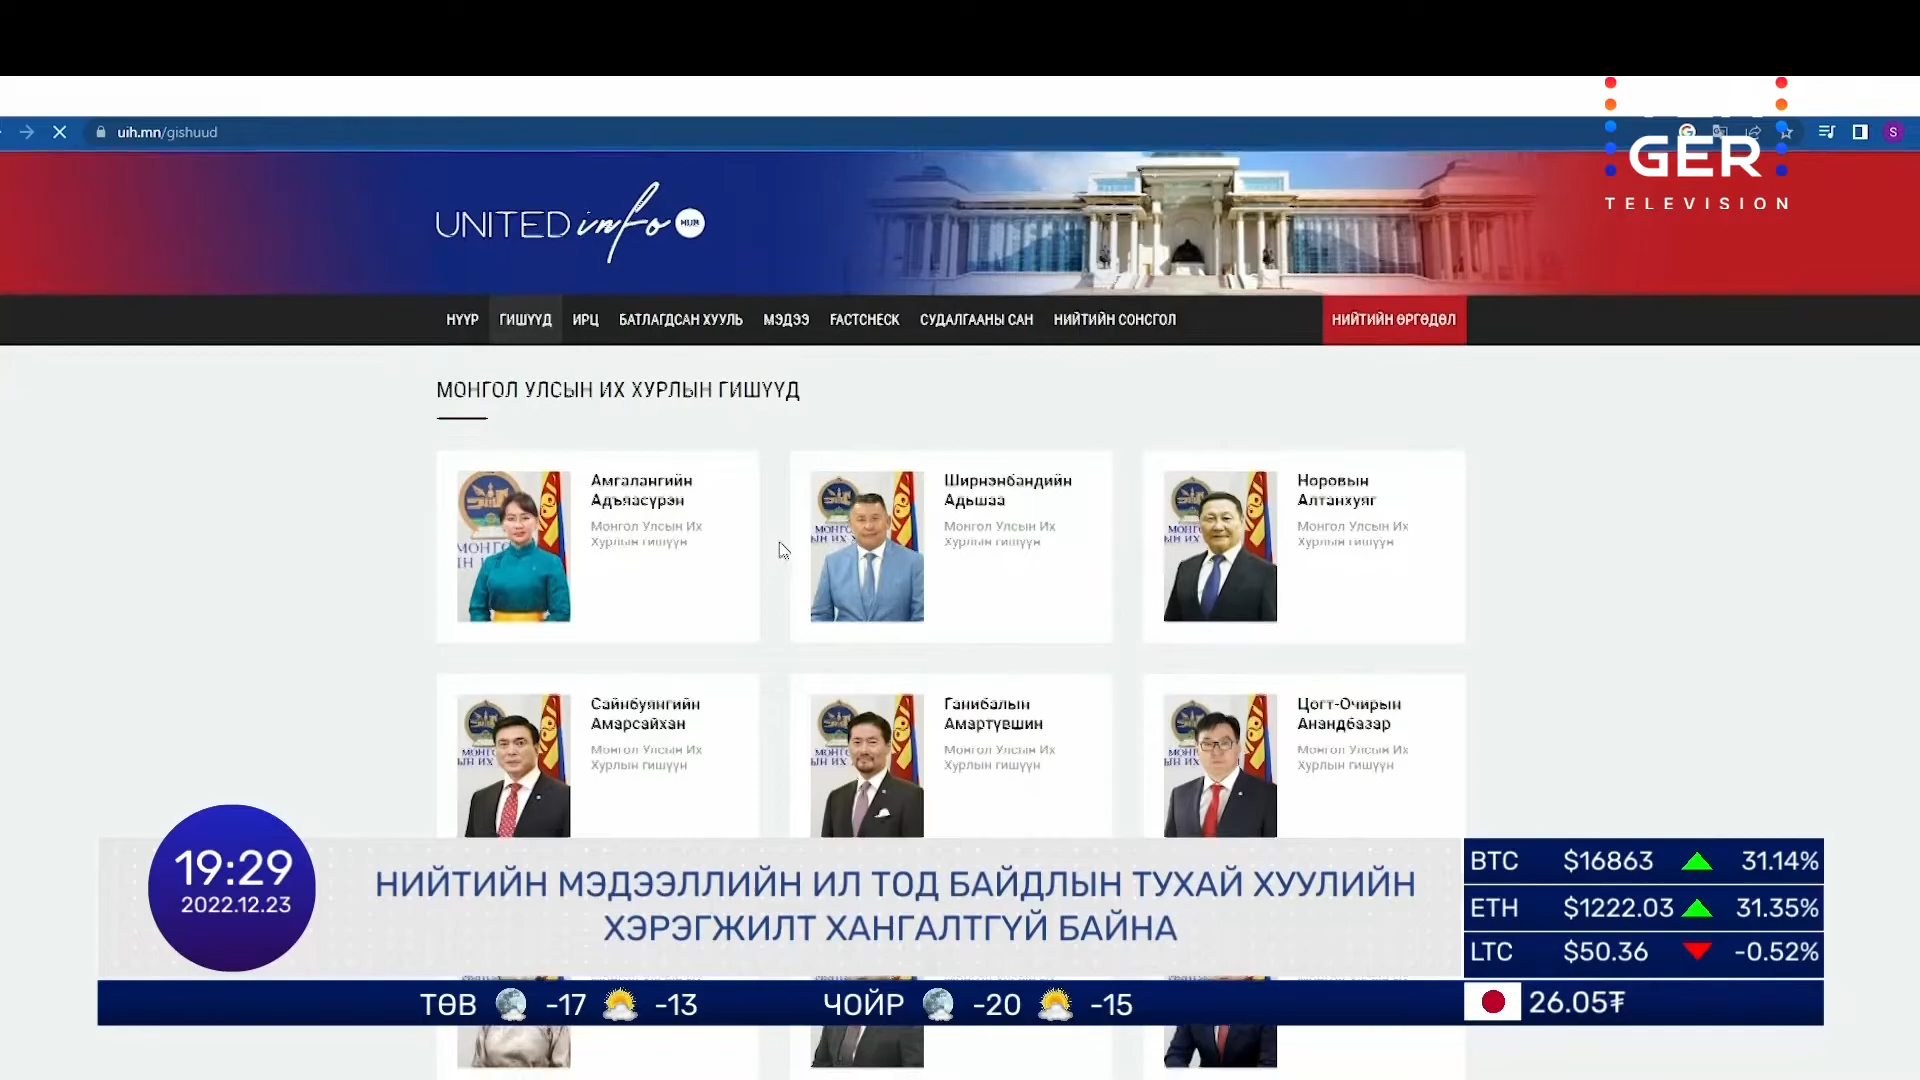 uih.mn/gishuud
S
GER
TELEVISION
UNITED info
НҮҮР ГИШҮҮД ИРЦ БАТЛАГДСАН ХУУЛЬ МЭДЭЭ FACTCHECK СУДАЛГААНЫ САН НИЙТИЙН СОНСГОЛ НИЙТИЙН ӨРГӨДӨЛ
МОНГОЛ УЛСЫН ИХ ХУРЛЫН ГИШҮҮД
Амгалангийн
Адъяасүрэн
Монгол Улсын Их
Хурлын гишүүн
Ширнэнбандийн
Адьшаа
Монгол Улсын Их
Хурлын гишүүн
Норовын
Алтанхуяг
Монгол Улсын Их
Хурлын гишүүн
Сайнбуянгийн
Амарсайхан
Монгол Улсын Их
Хурлын гишүүн
Ганибалын
Амартүвшин
Монгол Улсын Их
Хурлын гишүүн
Цогт-Очирын
Анандбазар
Монгол Улсын Их
Хурлын гишүүн
19:29
2022.12.23
НИЙТИЙН МЭДЭЭЛЛИЙН ИЛ ТОД БАЙДЛЫН ТУХАЙ ХУУЛИЙН
ХЭРЭГЖИЛТ ХАНГАЛТГҮЙ БАЙНА
BTC $16863 31.14%
ETH $1222.03 31.35%
LTC $50.36 -0.52%
ТӨВ -17 -13 ЧОЙР -20 -15
26.05₮